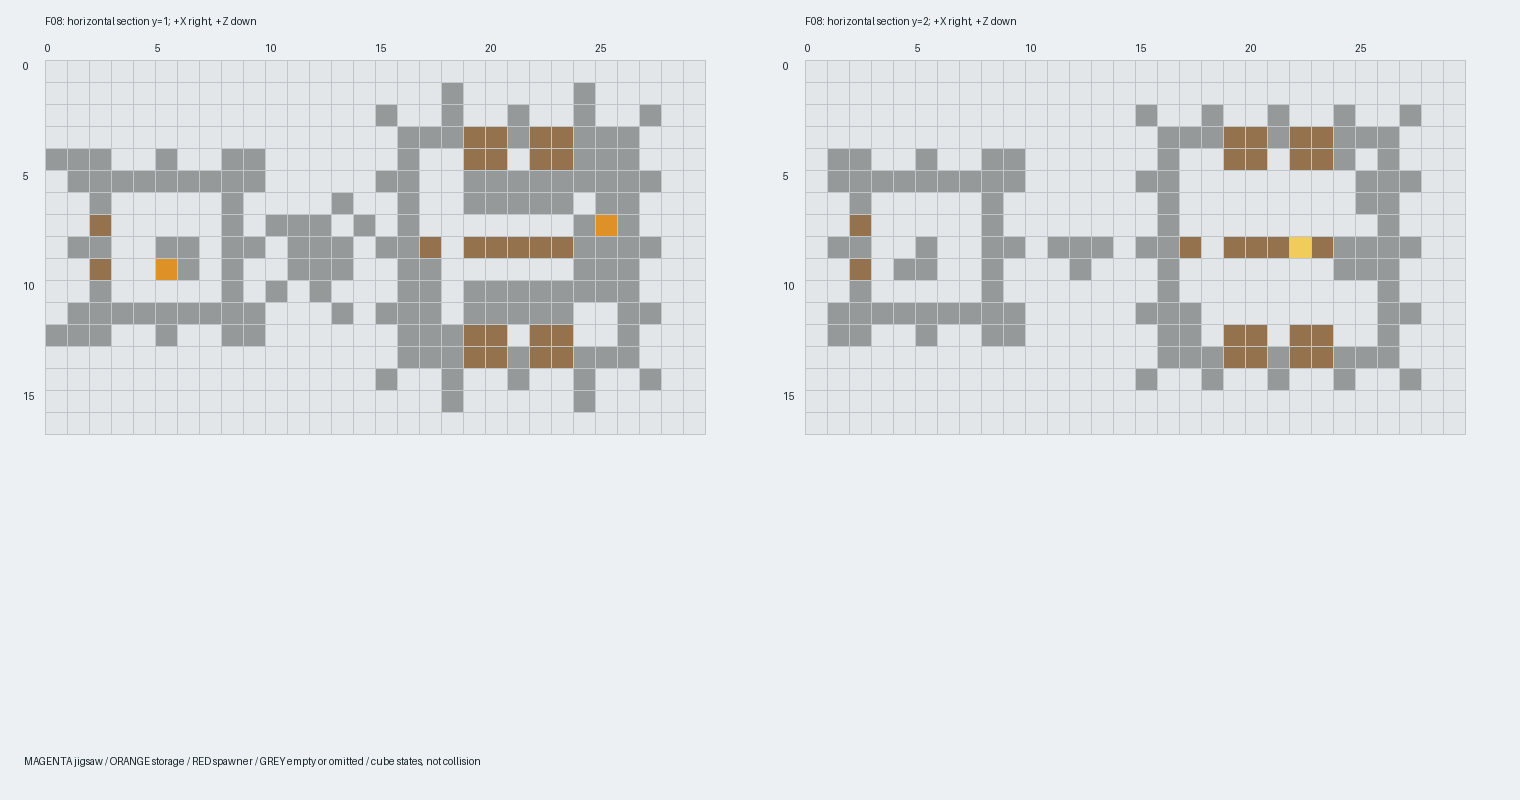 F08: horizontal section y=1; +X right, +Z down
F08: horizontal section y=2; +X right, +Z down
0 5 10 15 20 25
0 5 10 15 20 25
0
5
10
15
0
5
10
15
MAGENTA jigsaw / ORANGE storage / RED spawner / GREY empty or omitted / cube states, not collision